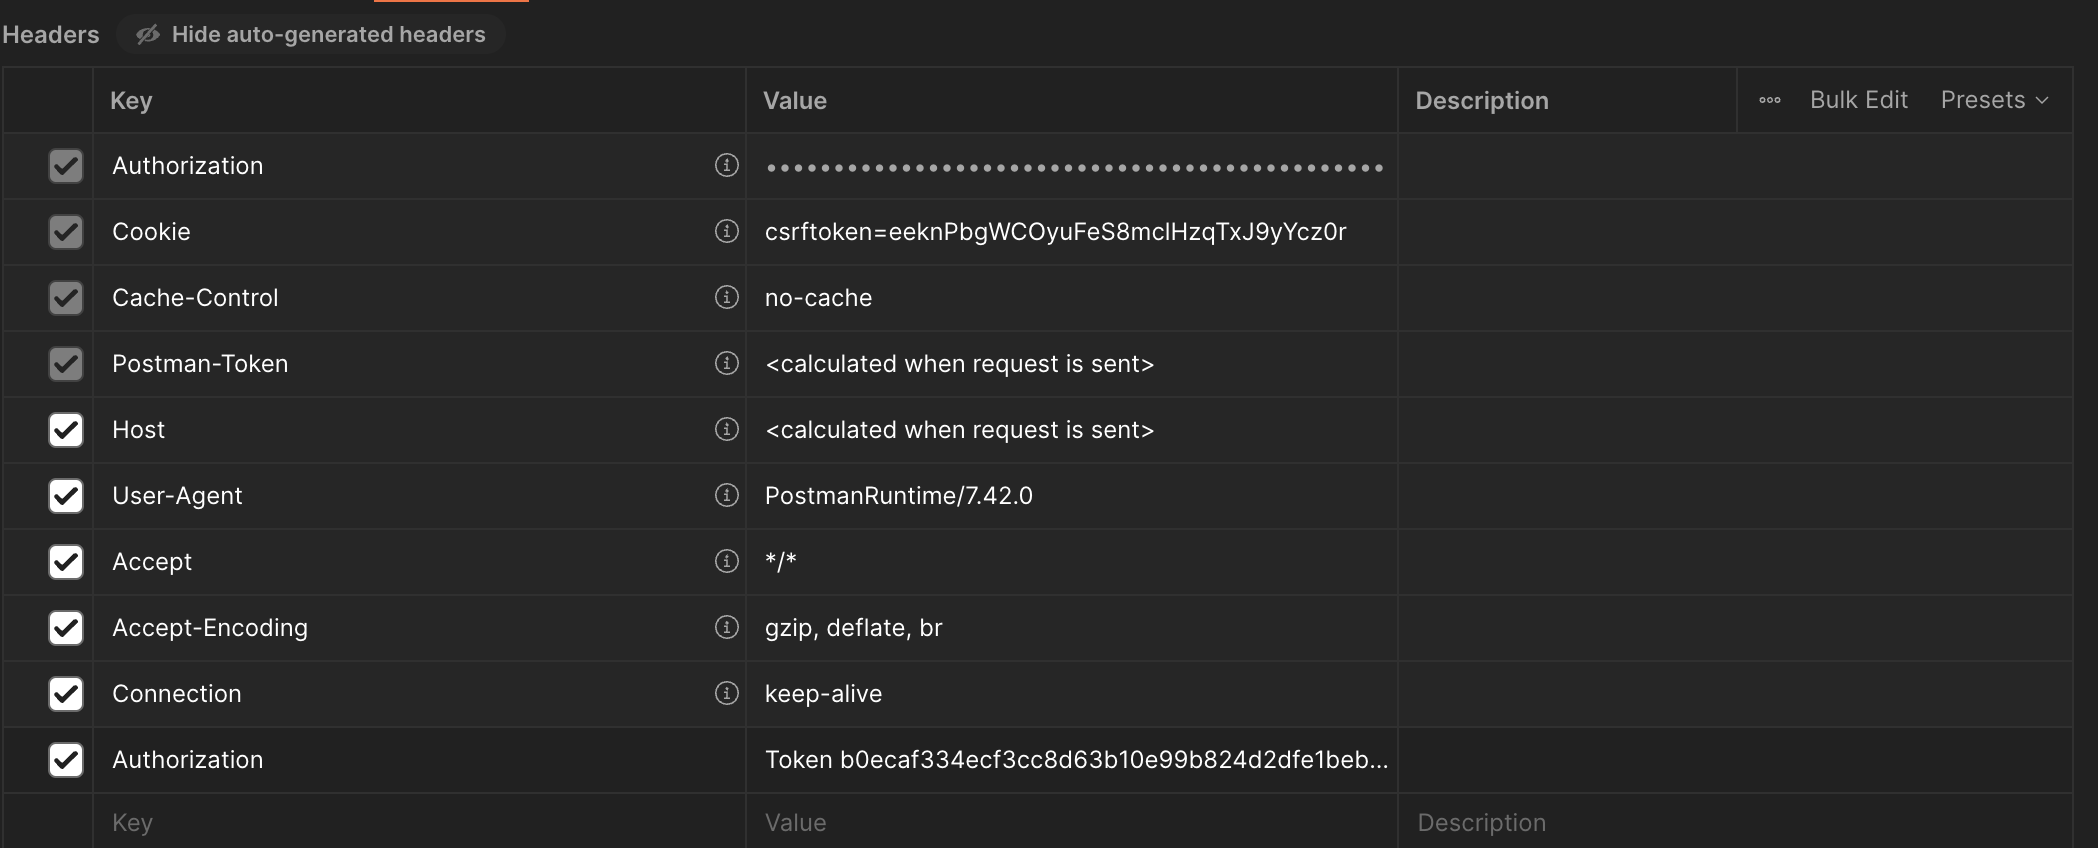 Headers Hide auto-generated headers
Key Value Description Bulk Edit Presets
Authorization ••••••••••••••••••••••••••••••••••••••••••••••
Cookie csrftoken=eeknPbgWCOyuFeS8mclHzqTxJ9yYcz0r
Cache-Control no-cache
Postman-Token <calculated when request is sent>
Host <calculated when request is sent>
User-Agent PostmanRuntime/7.42.0
Accept */*
Accept-Encoding gzip, deflate, br
Connection keep-alive
Authorization Token b0ecaf334ecf3cc8d63b10e99b824d2dfe1beb...
Key Value Description